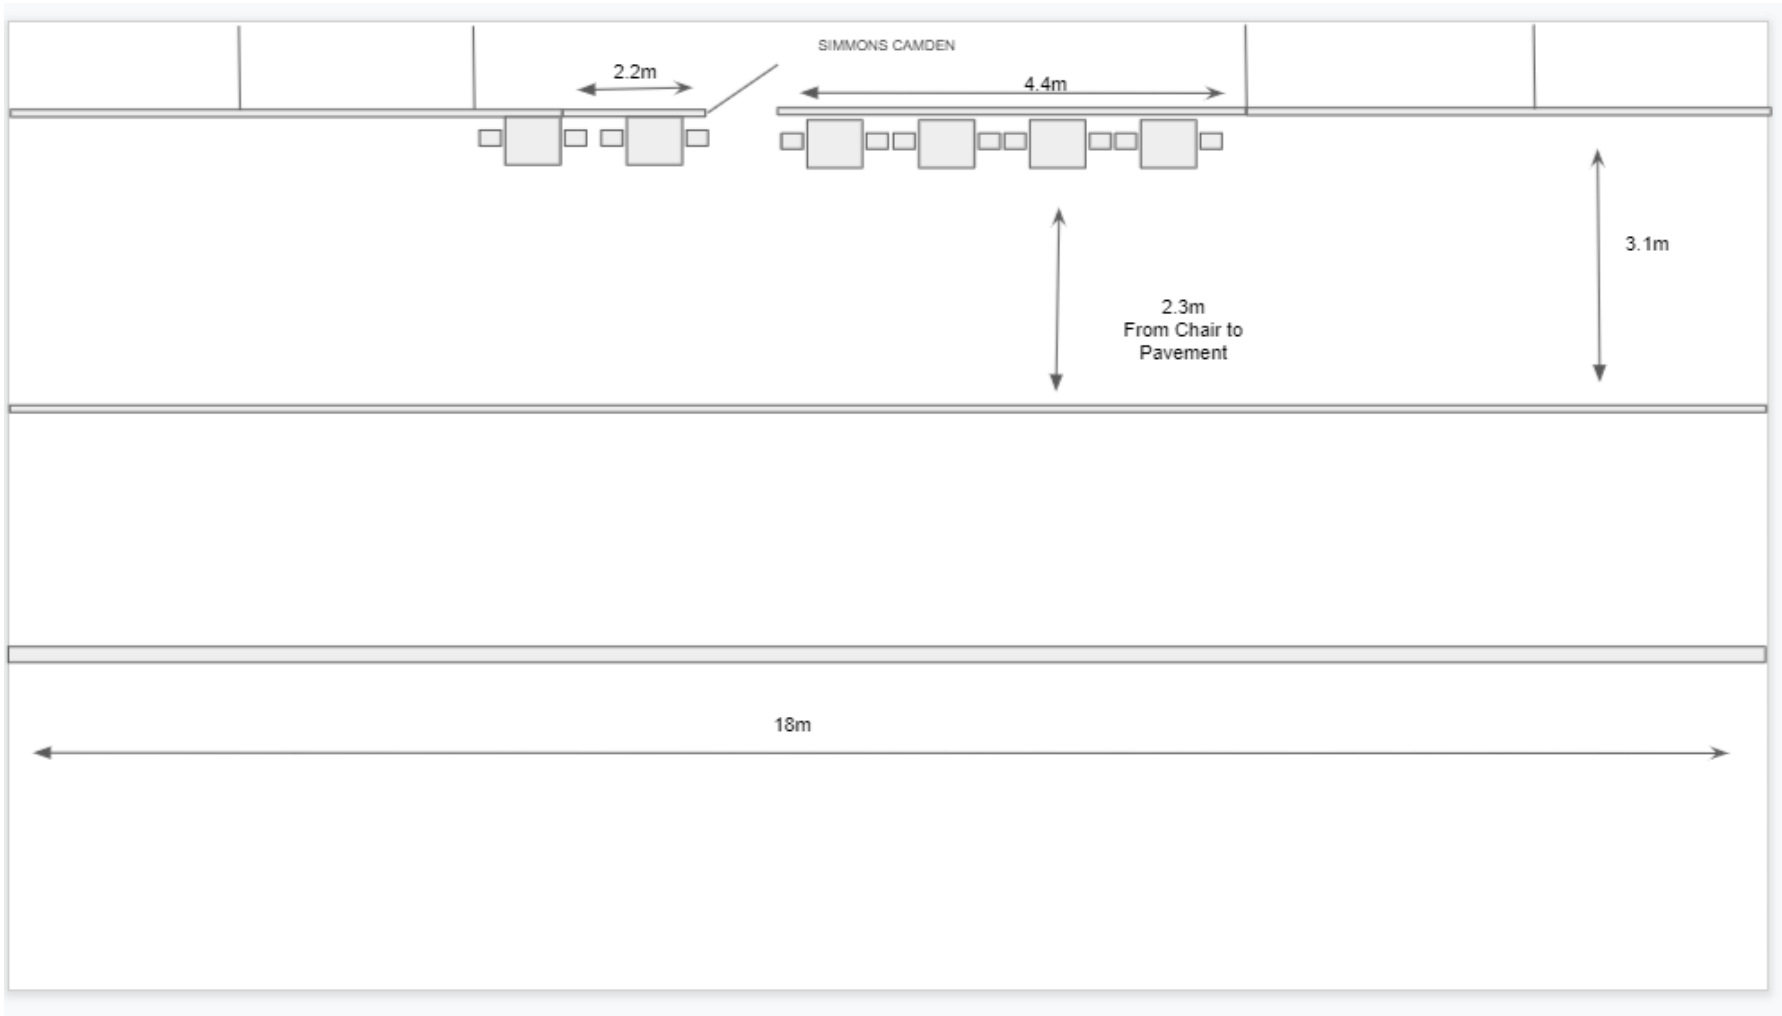 SIMMONS CAMDEN
2.2m
4.4m
3.1m
2.3m
From Chair to
Pavement
18m